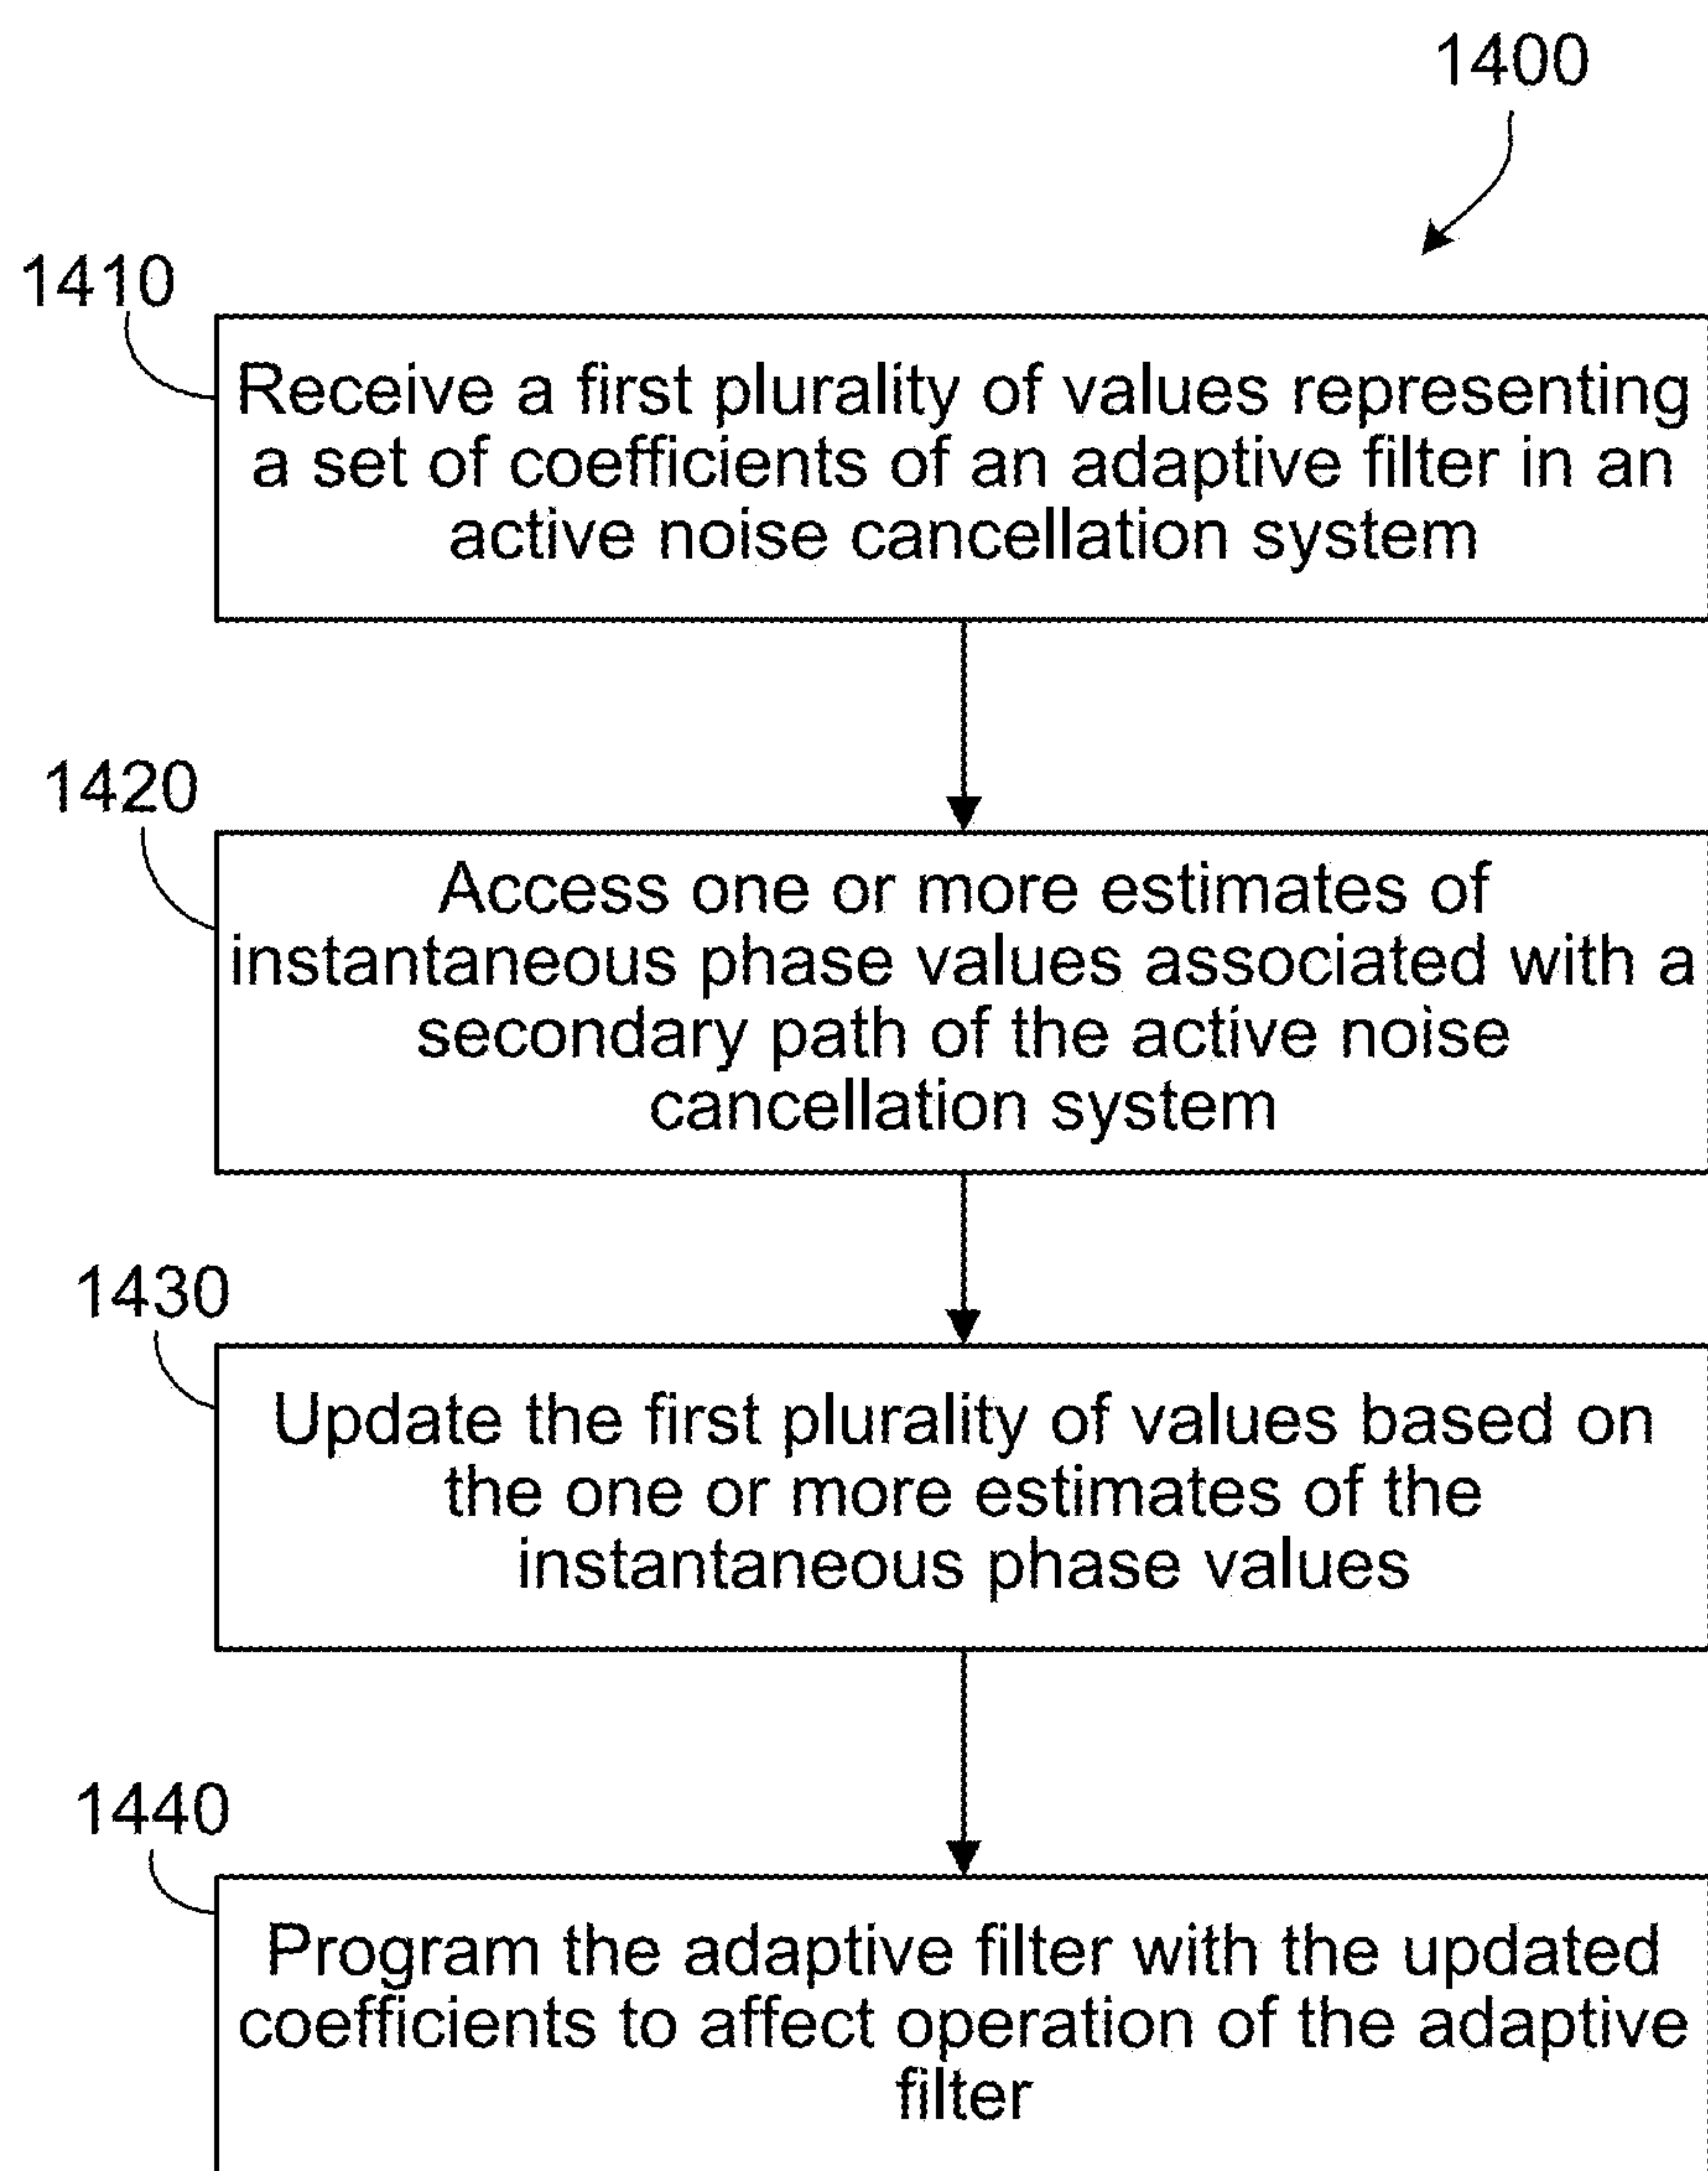 1400
1410
Receive a first plurality of values representing
a set of coefficients of an adaptive filter in an
active noise cancellation system
1420
Access one or more estimates of
instantaneous phase values associated with a
secondary path of the active noise
cancellation system
1430
Update the first plurality of values based on
the one or more estimates of the
instantaneous phase values
1440
Program the adaptive filter with the updated
coefficients to affect operation of the adaptive
filter